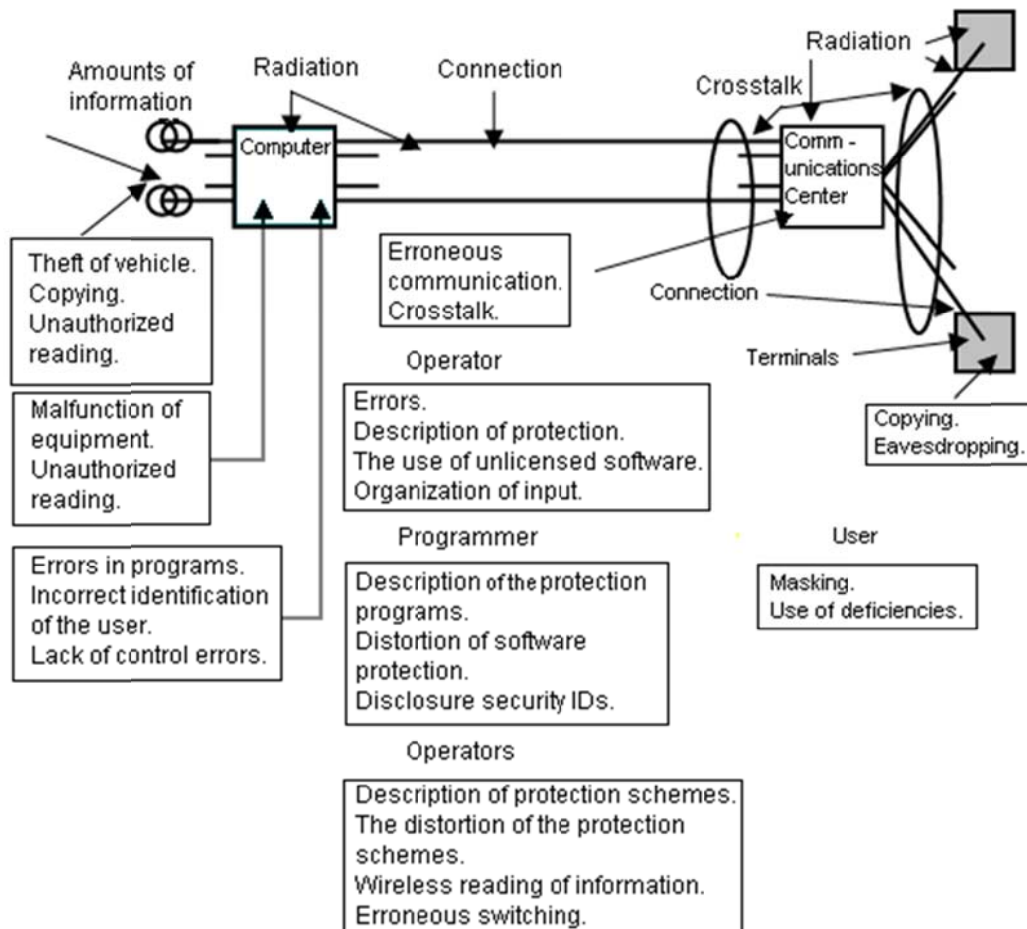 Radiation
Amounts of
information
Radiation
Connection
Crosstalk
Computer
Comm -
unications
Center
Theft of vehicle.
Copying.
Unauthorized
reading.
Erroneous
communication.
Crosstalk.
Connection
Terminals
Operator
Malfunction of
equipment.
Unauthorized
reading.
Errors.
Description of protection.
The use of unlicensed software.
Organization of input.
Copying.
Eavesdropping.
Programmer
User
Errors in programs.
Incorrect identification
of the user.
Lack of control errors.
Description of the protection
programs.
Distortion of software
protection.
Disclosure security IDs.
Masking.
Use of deficiencies.
Operators
Description of protection schemes.
The distortion of the protection
schemes.
Wireless reading of information.
Erroneous switching.